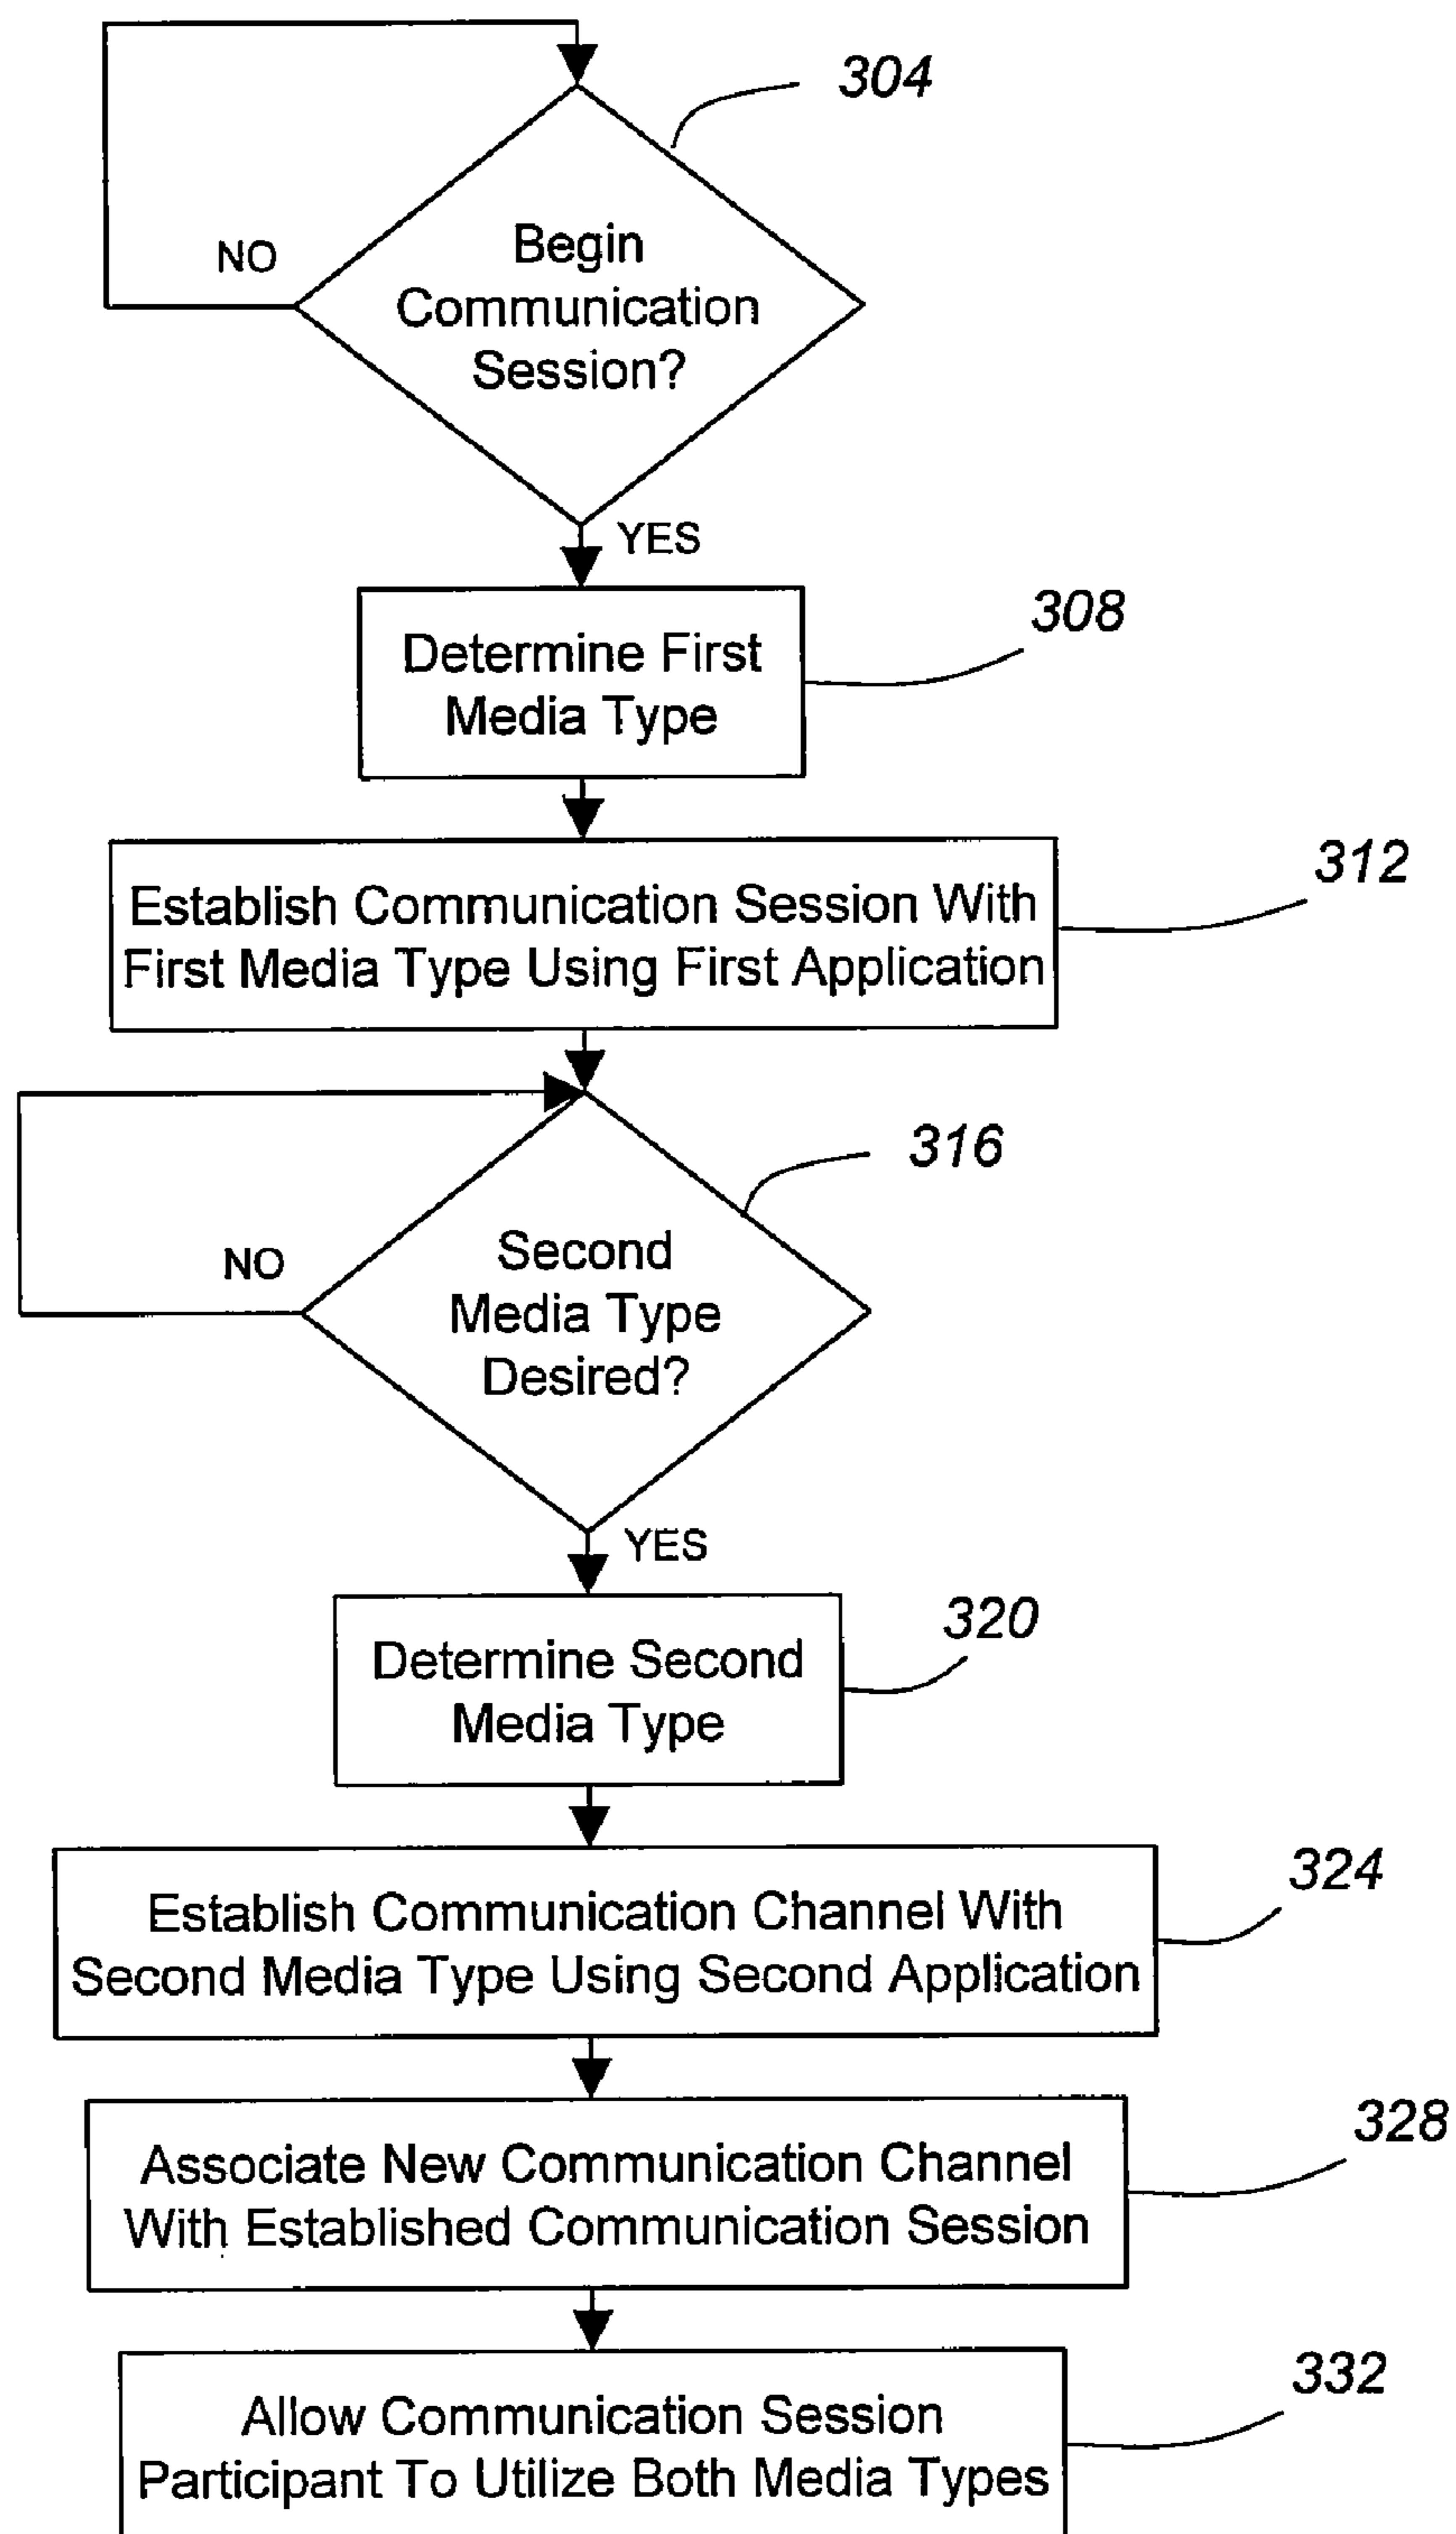 304
Begin
Communication
Session?
NO
YES
308
Determine First
Media Type
312
Establish Communication Session With
First Media Type Using First Application
316
Second
Media Type
Desired?
NO
YES
320
Determine Second
Media Type
324
Establish Communication Channel With
Second Media Type Using Second Application
328
Associate New Communication Channel
With Established Communication Session
332
Allow Communication Session
Participant To Utilize Both Media Types